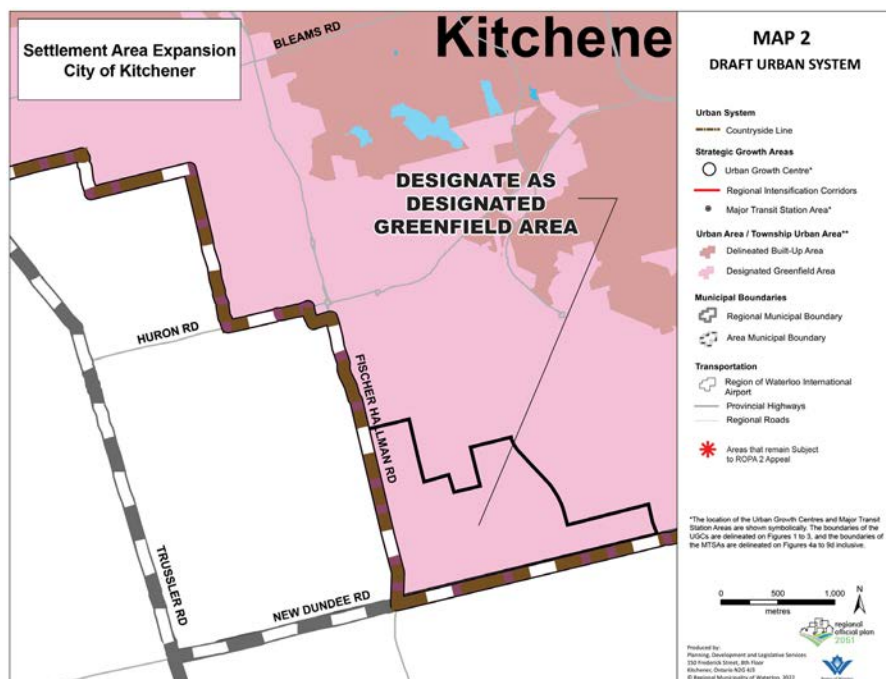 Settlement Area Expansion
City of Kitchener
BLEAMS RD
Kitchene
DESIGNATE AS
DESIGNATED
GREENFIELD AREA
HURON RD
FISCHER HALLMAN RD
TRUSSLER RD
NEW DUNDEE RD
MAP 2
DRAFT URBAN SYSTEM
Urban System
Countryside Line
Strategic Growth Areas
Urban Growth Centre*
Regional Intensification Corridors
Major Transit Station Area*
Urban Area / Township Urban Area**
Delineated Built-Up Area
Designated Greenfield Area
Municipal Boundaries
Regional Municipal Boundary
Area Municipal Boundary
Transportation
Region of Waterloo International
Airport
Provincial Highways
Regional Roads
Areas that remain Subject
to ROPA 2 Appeal
*The location of the Urban Growth Centres and Major Transit
Station Areas are shown symbolically. The boundaries of the
UGCs are delineated on Figures 1 to 3, and the boundaries of
the MTSAs are delineated on Figures 4a to 9d inclusive.
0 500 1,000
metres
N
regional
official plan
2051
Produced by:
Planning, Development and Legislative Services
150 Frederick Street, 8th Floor
Kitchener, Ontario N2G 4J3
© Regional Municipality of Waterloo, 2022